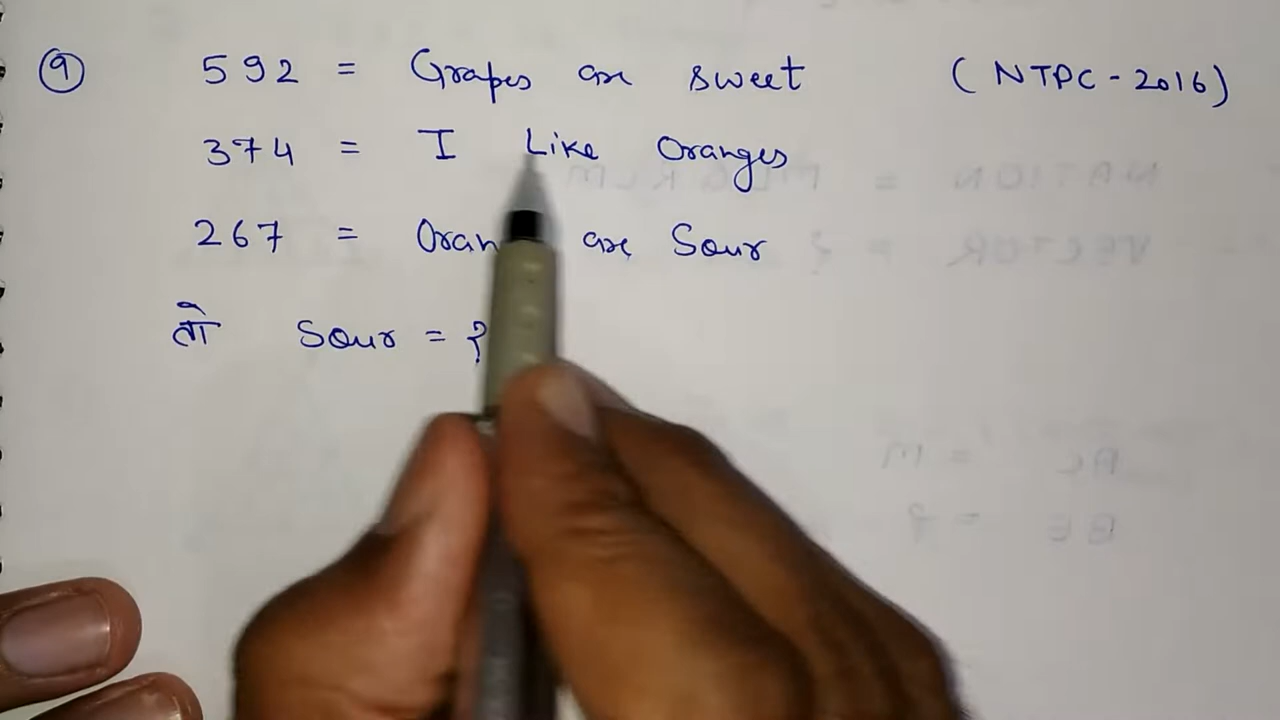 9 592 = Grapes are sweet (NTPC - 2016)
374 = I Like Oranges
267 = are Sour
तो Sour = ?